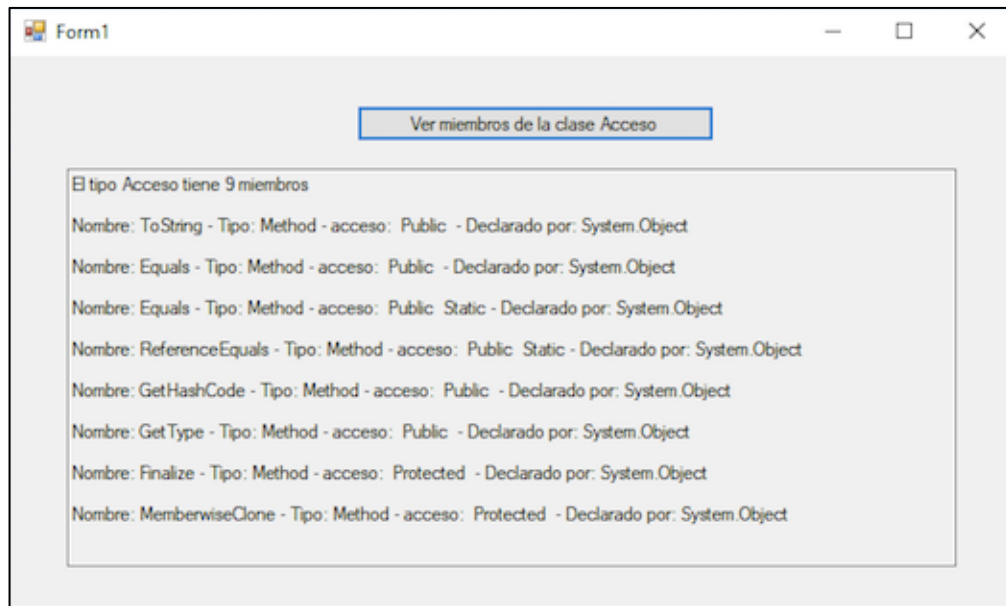 Form1
Ver miembros de la clase Acceso
El tipo Acceso tiene 9 miembros
Nombre: ToString - Tipo: Method - acceso:  Public  - Declarado por: System.Object
Nombre: Equals - Tipo: Method - acceso:  Public  - Declarado por: System.Object
Nombre: Equals - Tipo: Method - acceso:  Public  Static - Declarado por: System.Object
Nombre: ReferenceEquals - Tipo: Method - acceso:  Public  Static - Declarado por: System.Object
Nombre: GetHashCode - Tipo: Method - acceso:  Public  - Declarado por: System.Object
Nombre: GetType - Tipo: Method - acceso:  Public  - Declarado por: System.Object
Nombre: Finalize - Tipo: Method - acceso:  Protected  - Declarado por: System.Object
Nombre: MemberwiseClone - Tipo: Method - acceso:  Protected  - Declarado por: System.Object